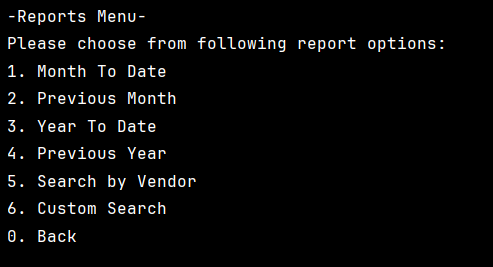 -Reports Menu-
Please choose from following report options:
1. Month To Date
2. Previous Month
3. Year To Date
4. Previous Year
5. Search by Vendor
6. Custom Search
0. Back